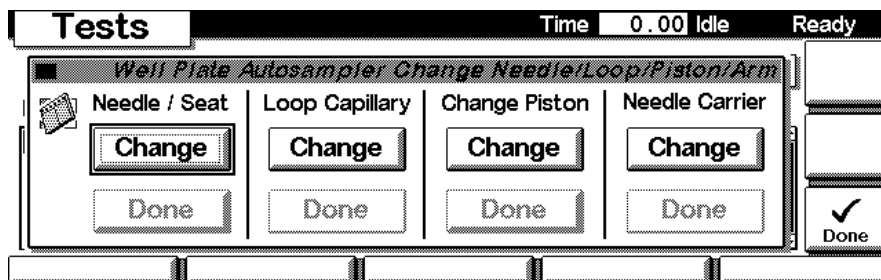 Tests
Time 0.00 Idle Ready
Well Plate Autosampler Change Needle/Loop/Piston/Arm
Needle / Seat Loop Capillary Change Piston Needle Carrier
Change Change Change Change
Done Done Done Done
Done